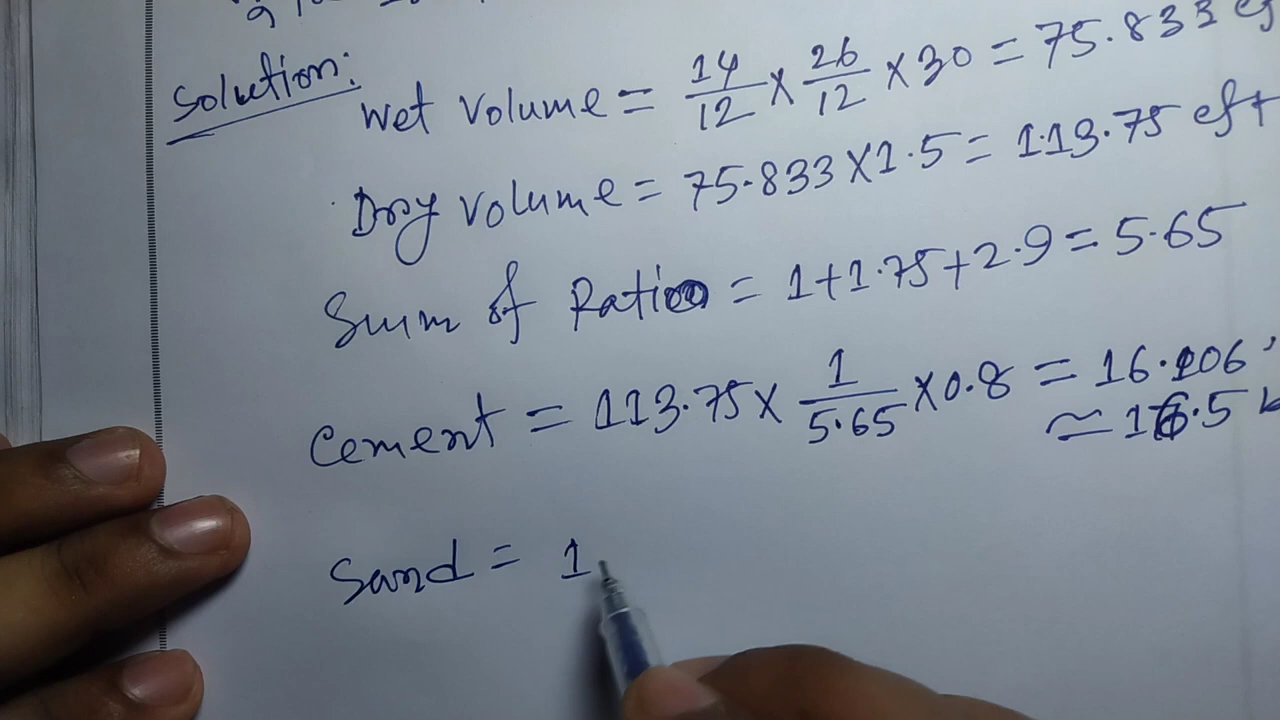 Solution:
Wet Volume = 14/12 × 26/12 × 30 = 75.833 cf
Dry volume = 75.833 × 1.5 = 113.75 cft
Sum of Ratio = 1+1.75+2.9 = 5.65
Cement = 113.75 × 1/5.65 × 0.8 = 16.106
≈ 16.5
Sand = 1